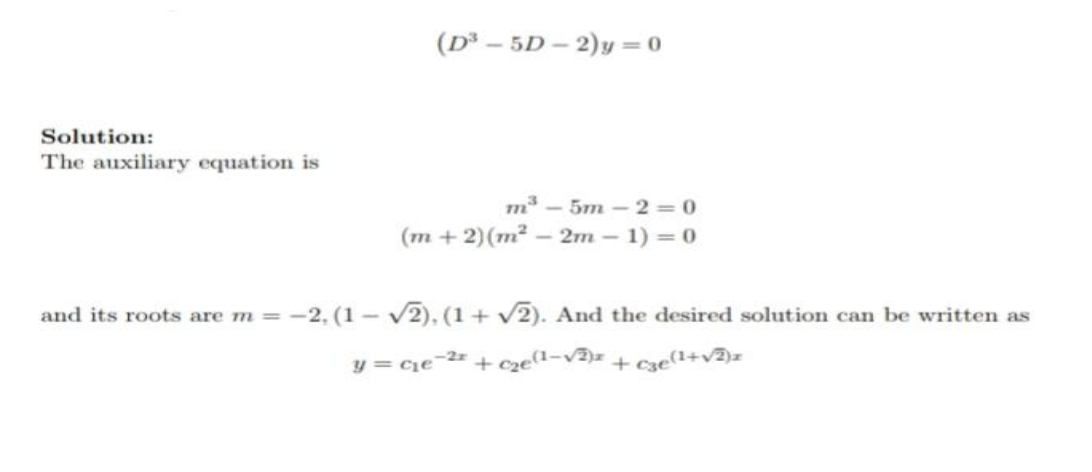 (D³ − 5D − 2)y = 0
Solution:
The auxiliary equation is
m³ − 5m − 2 = 0
(m + 2)(m² − 2m − 1) = 0
and its roots are m = −2, (1 − √2), (1 + √2). And the desired solution can be written as
y = c₁e^{−2x} + c₂e^{(1−√2)x} + c₃e^{(1+√2)x}